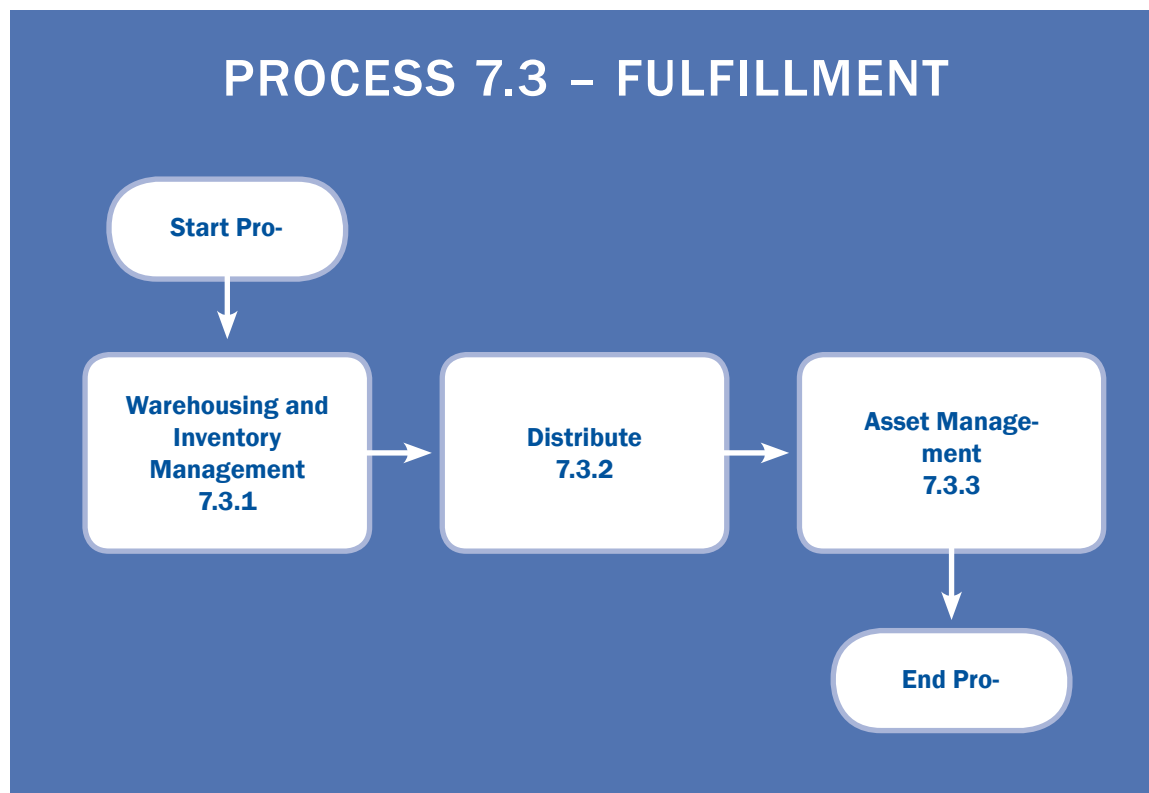 PROCESS 7.3 – FULFILLMENT
Start Pro-
Warehousing and
Inventory
Management
7.3.1
Distribute
7.3.2
Asset Manage-
ment
7.3.3
End Pro-